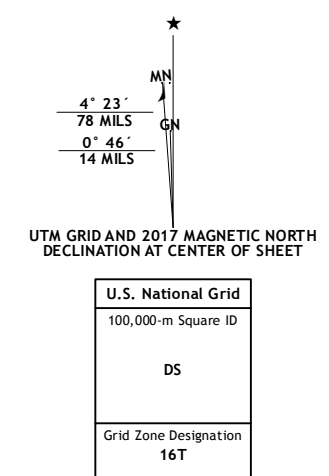 ★
MN
4° 23´
78 MILS
GN
0° 46´
14 MILS
UTM GRID AND 2017 MAGNETIC NORTH
DECLINATION AT CENTER OF SHEET
U.S. National Grid
100,000-m Square ID
DS
Grid Zone Designation
16T